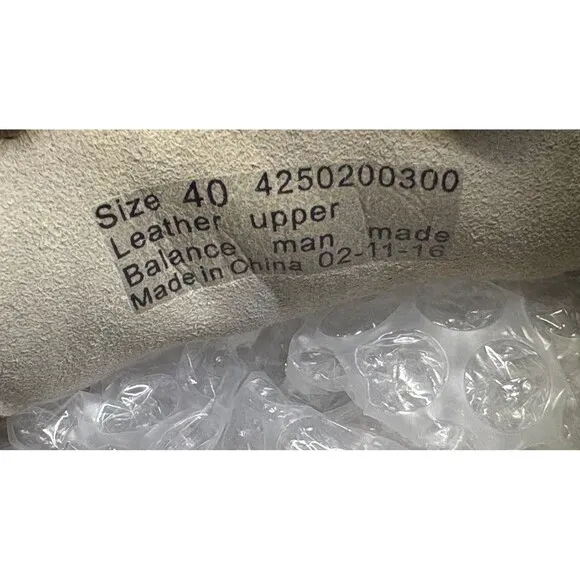 Size 40 4250200300
Leather upper
Balance man made
Made in China 02-11-16